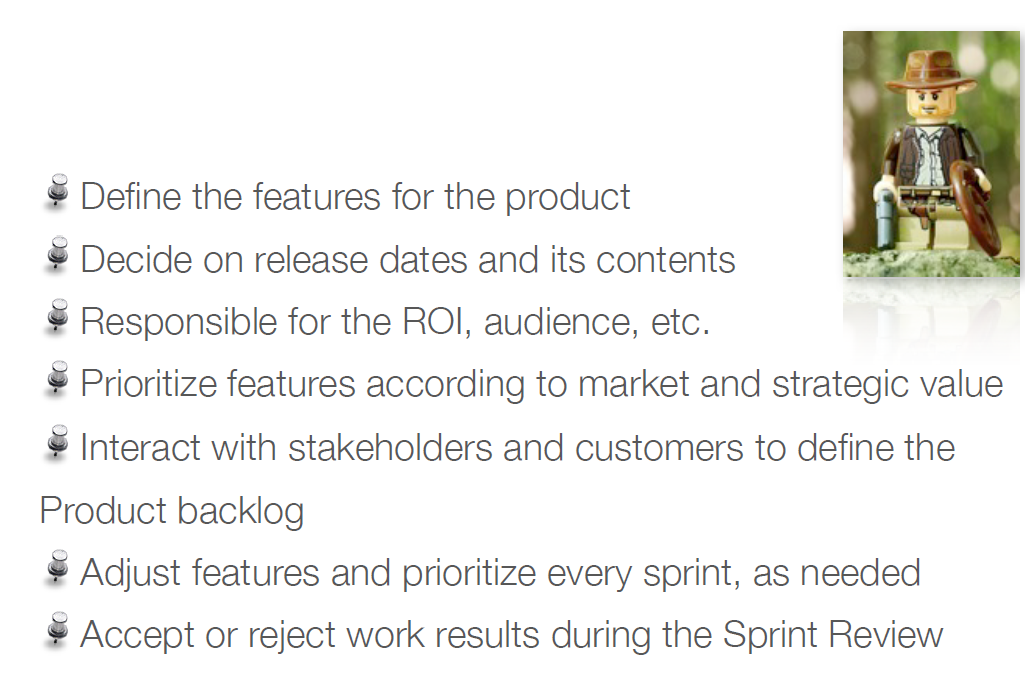 Define the features for the product
Decide on release dates and its contents
Responsible for the ROI, audience, etc.
Prioritize features according to market and strategic value
Interact with stakeholders and customers to define the
Product backlog
Adjust features and prioritize every sprint, as needed
Accept or reject work results during the Sprint Review